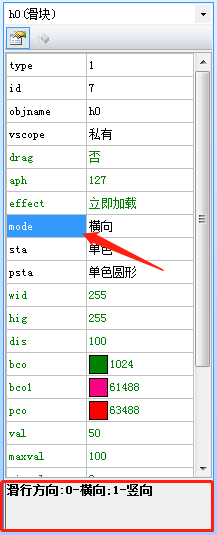 h0(滑块)
type 1
id 7
objname h0
vscope 私有
drag 否
aph 127
effect 立即加载
mode 横向
sta 单色
psta 单色圆形
wid 255
hig 255
dis 100
bco 1024
bco1 61488
pco 63488
val 50
maxval 100
滑行方向:0-横向;1-竖向